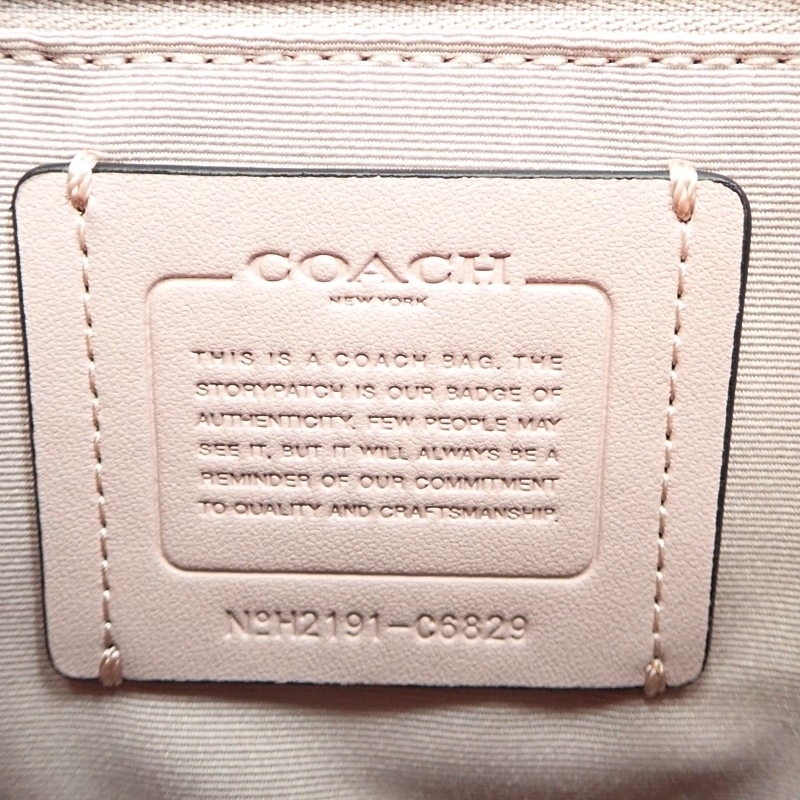 COACH
NEW YORK
THIS IS A COACH BAG. THE
STORYPATCH IS OUR BADGE OF
AUTHENTICITY. FEW PEOPLE MAY
SEE IT, BUT IT WILL ALWAYS BE A
REMINDER OF OUR COMMITMENT
TO QUALITY AND CRAFTSMANSHIP.
NºH2191-C6829